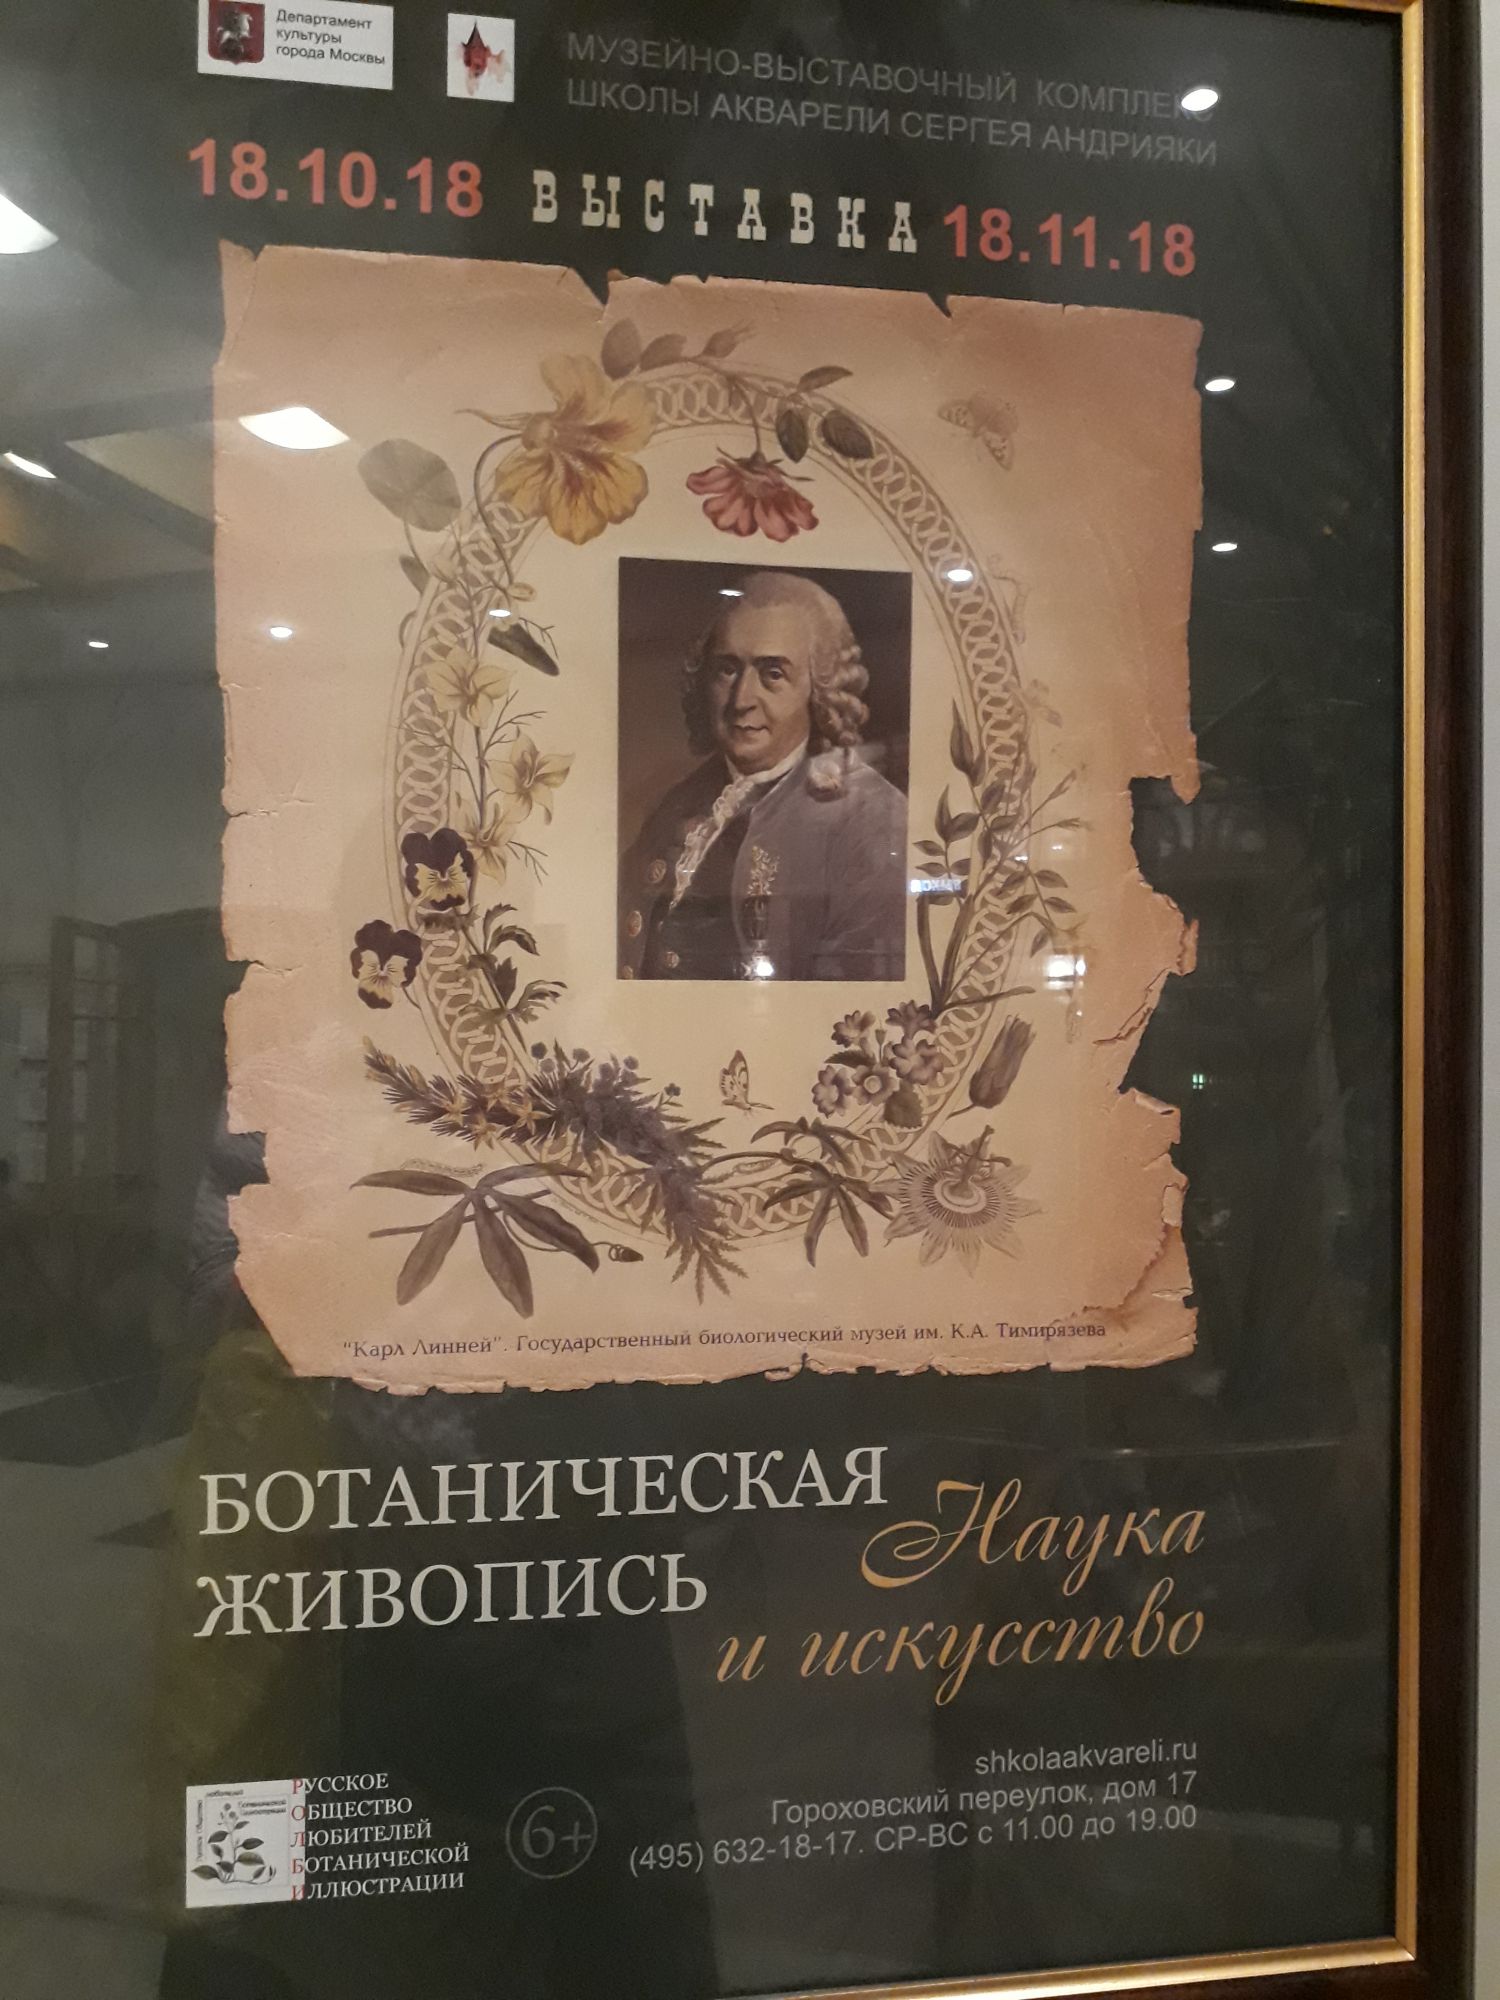 Департамент
культуры
города Москвы
МУЗЕЙНО-ВЫСТАВОЧНЫЙ КОМПЛЕКС
ШКОЛЫ АКВАРЕЛИ СЕРГЕЯ АНДРИЯКИ
18.10.18 ВЫСТАВКА 18.11.18
"Карл Линней". Государственный биологический музей им. К.А. Тимирязева
БОТАНИЧЕСКАЯ
ЖИВОПИСЬ
Наука
и искусство
shkolaakvareli.ru
Гороховский переулок, дом 17
(495) 632-18-17. СР-ВС с 11.00 до 19.00
РУССКОЕ
ОБЩЕСТВО
ЛЮБИТЕЛЕЙ
БОТАНИЧЕСКОЙ
ИЛЛЮСТРАЦИИ
6+